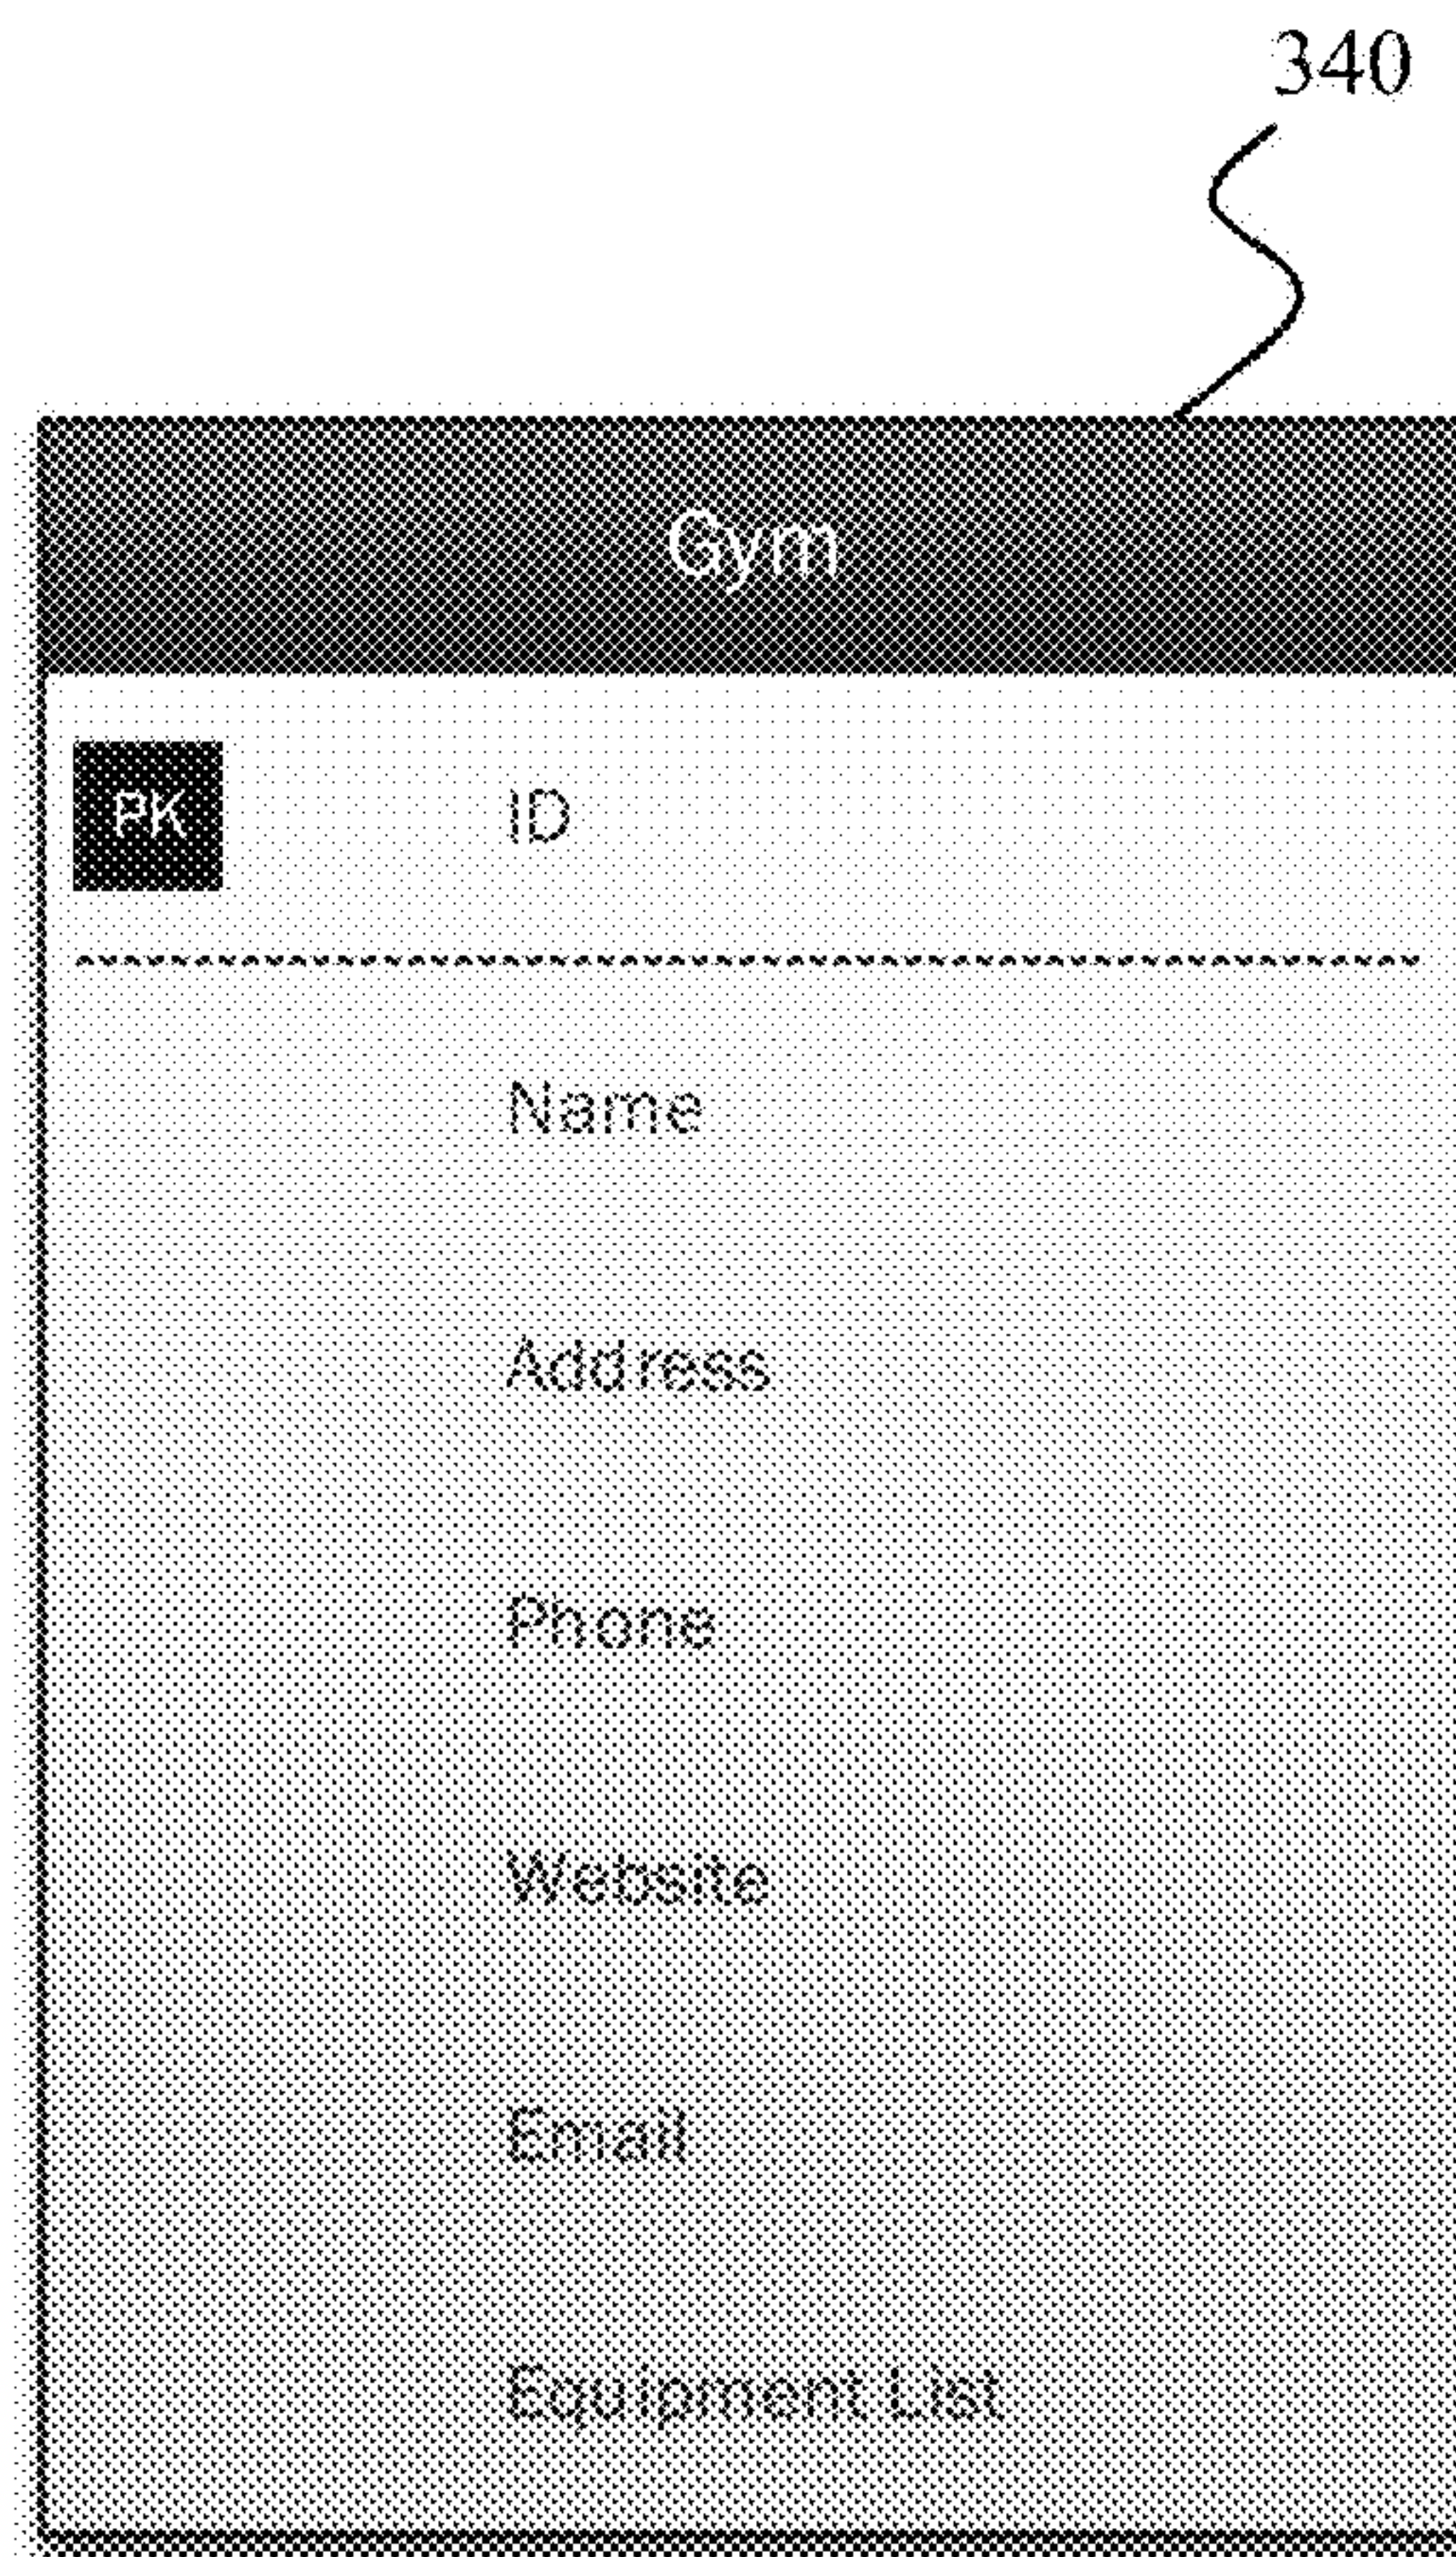 340
Gym
PK ID
Name
Address
Phone
Website
Email
Equipment List